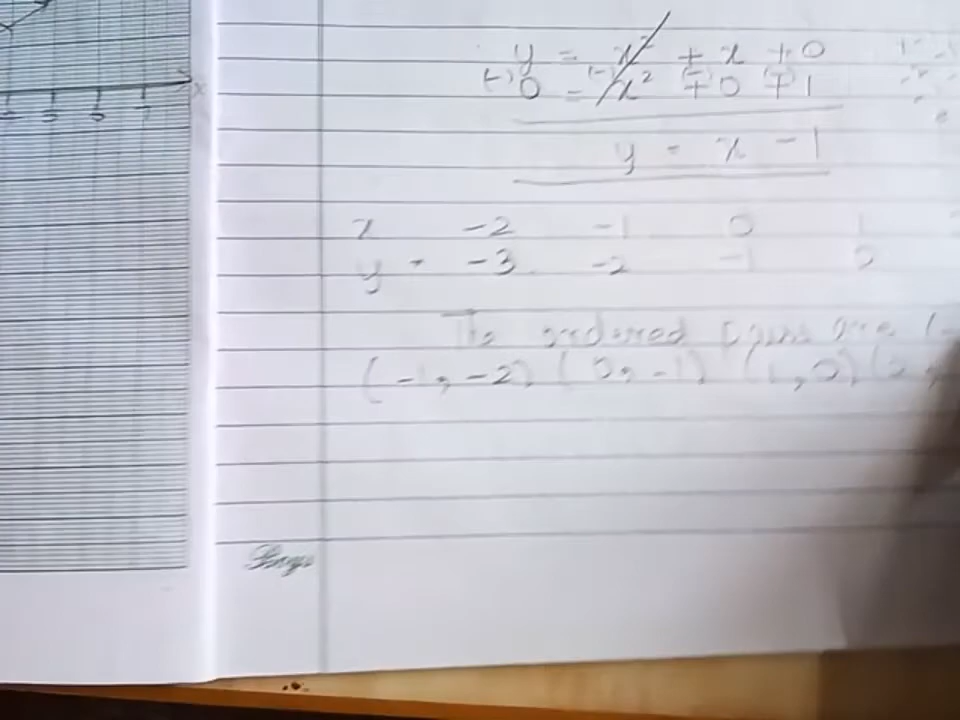 y = x² + x + 0
(-) 0 = (-) x² (-) + 0 (-) + 1
y = x - 1
x -2 -1 0 1
y -3 -2 -1 0
The ordered pairs are (-
(-1, -2) (0, -1) (1, 0) (2,
x